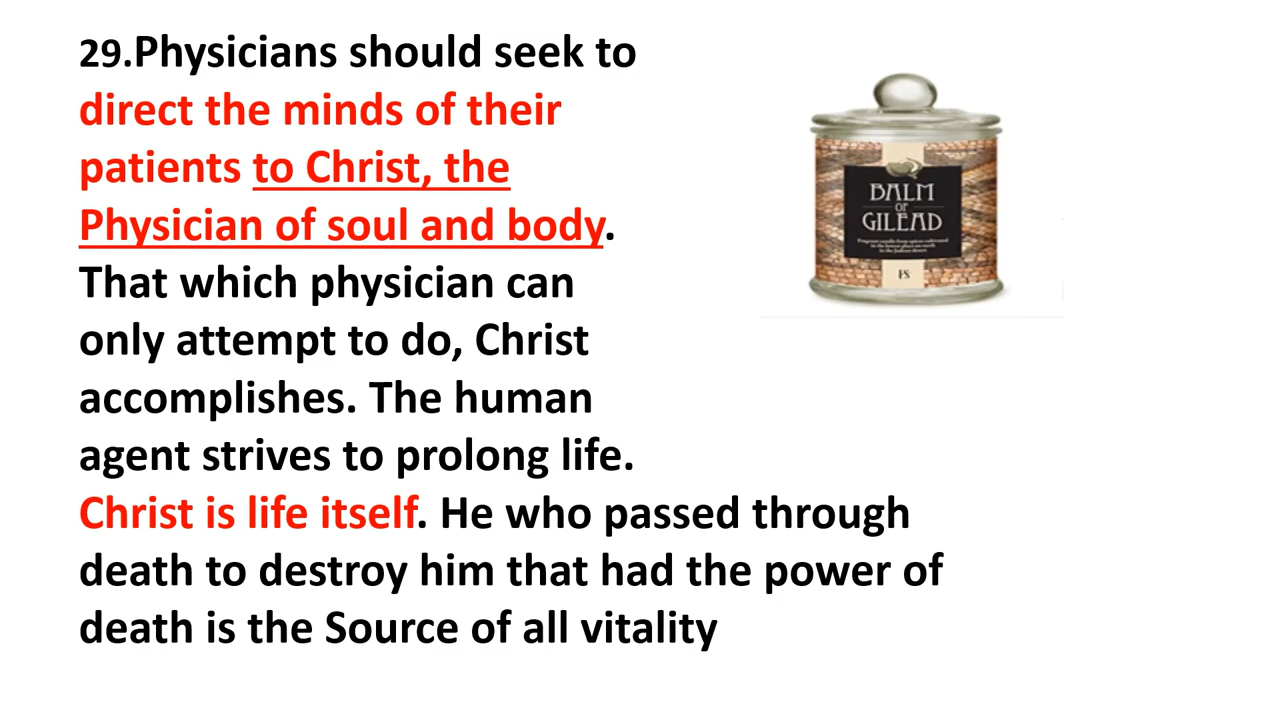 29.Physicians should seek to
direct the minds of their
patients to Christ, the
Physician of soul and body.
That which physician can
only attempt to do, Christ
accomplishes. The human
agent strives to prolong life.
Christ is life itself. He who passed through
death to destroy him that had the power of
death is the Source of all vitality
BALM
OF
GILEAD